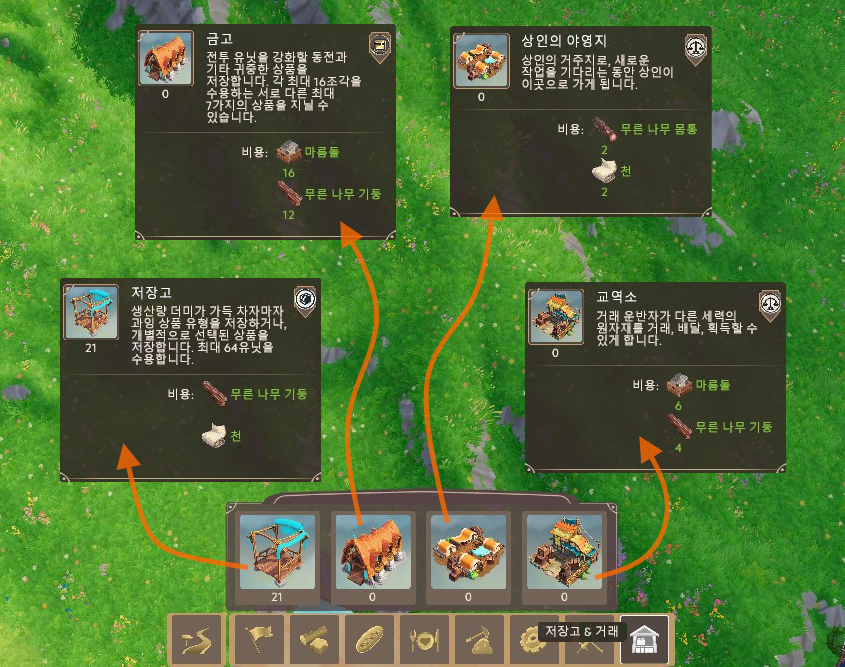 금고
전투 유닛을 강화할 동전과
기타 귀중한 상품을
저장합니다. 각 최대 16조각을
수용하는 서로 다른 최대
7가지의 상품을 지닐 수
있습니다.
0
비용: 마름돌
16
무른 나무 기둥
12
상인의 야영지
상인의 거주지로, 새로운
작업을 기다리는 동안 상인이
이곳으로 가게 됩니다.
0
비용: 무른 나무 몸통
2
천
2
저장고
생산량 더미가 가득 차자마자
과잉 상품 유형을 저장하거나,
개별적으로 선택된 상품을
저장합니다. 최대 64유닛을
수용합니다.
21
비용: 무른 나무 기둥
천
교역소
거래 운반자가 다른 세력의
원자재를 거래, 배달, 획득할 수
있게 합니다.
0
비용: 마름돌
6
무른 나무 기둥
4
21
0
0
0
저장고 & 거래